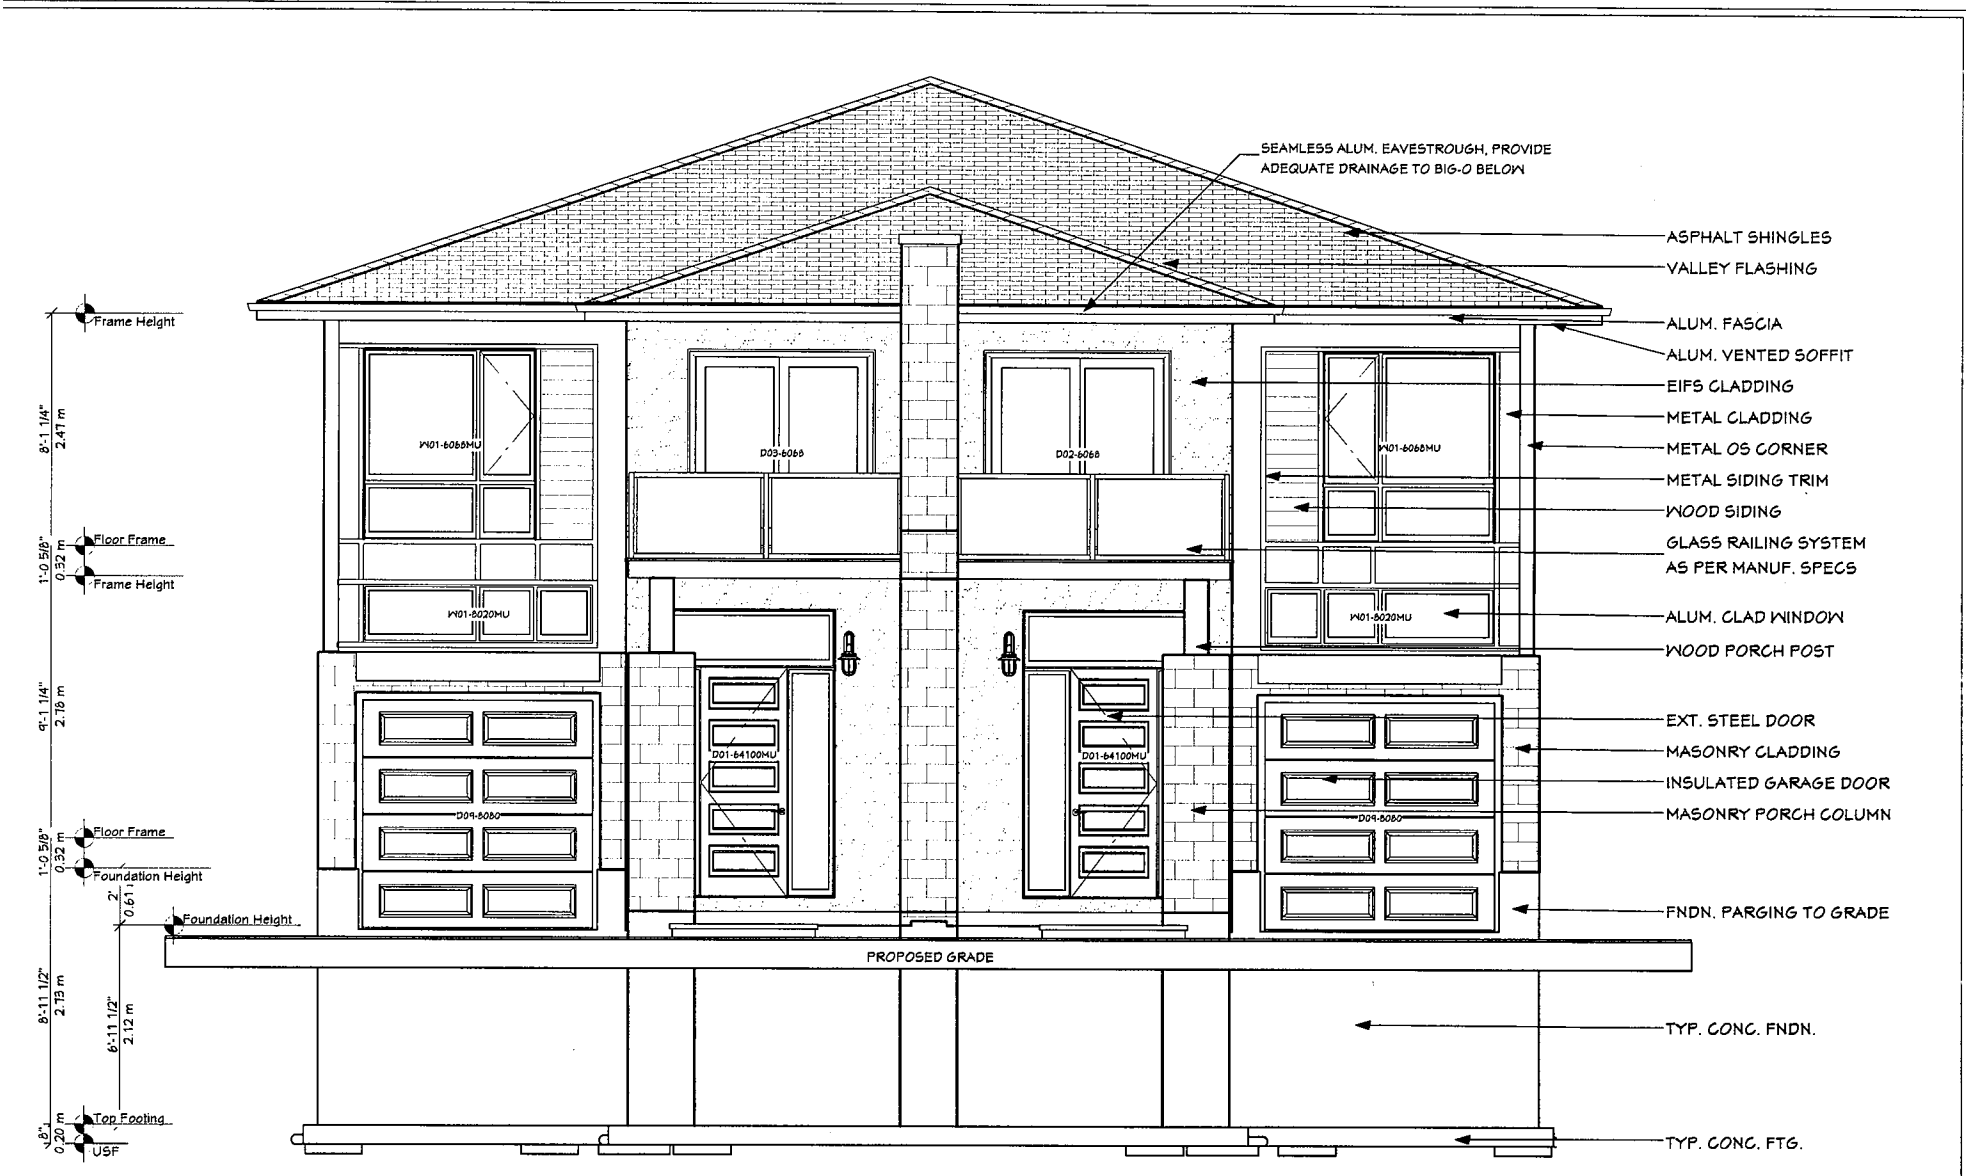 SEAMLESS ALUM. EAVESTROUGH, PROVIDE
ADEQUATE DRAINAGE TO BIG-O BELOW
ASPHALT SHINGLES
VALLEY FLASHING
ALUM. FASCIA
ALUM. VENTED SOFFIT
EIFS CLADDING
METAL CLADDING
METAL OS CORNER
METAL SIDING TRIM
WOOD SIDING
GLASS RAILING SYSTEM
AS PER MANUF. SPECS
ALUM. CLAD WINDOW
WOOD PORCH POST
EXT. STEEL DOOR
MASONRY CLADDING
INSULATED GARAGE DOOR
MASONRY PORCH COLUMN
FNDN. PARGING TO GRADE
TYP. CONC. FNDN.
TYP. CONC. FTG.
Frame Height
8'-1 1/4"
2.47 m
Floor Frame
1'-0 5/8"
0.32 m
Frame Height
9'-1 1/4"
2.78 m
Floor Frame
1'-0 5/8"
0.32 m
Foundation Height
2'
0.61
Foundation Height
8'-11 1/2"
2.73 m
6'-11 1/2"
2.12 m
Top Footing
8"
0.20 m
USF
W01-6068MU
D03-6068
D02-6068
W01-6068MU
W01-8020MU
W01-8020MU
D01-64100MU
D01-64100MU
D09-8080
D09-8080
PROPOSED GRADE